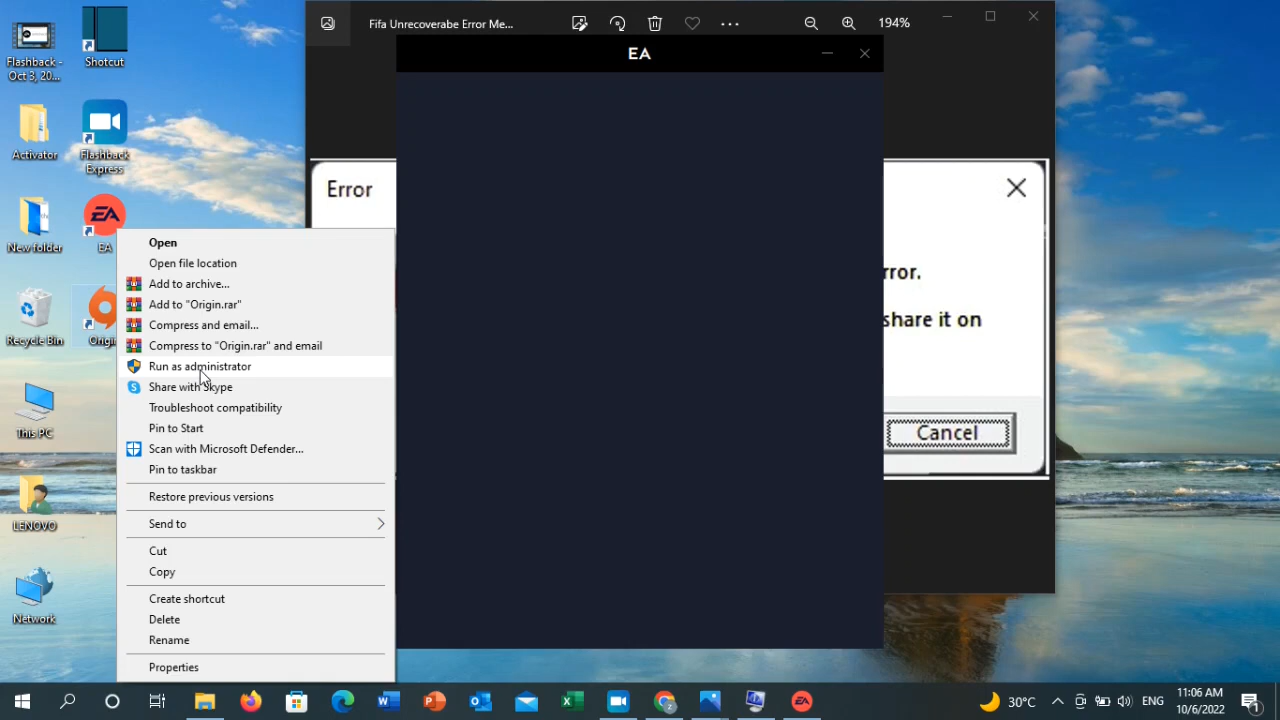 Flashback -
Oct 3, 20...
Shotcut
Activator
Flashback
Express
New folder
EA
EA
Recycle Bin
This PC
LENOVO
Network
Fifa Unrecoverabe Error Me...
194%
EA
Error
rror.
share it on
Cancel
Open
Open file location
Add to archive...
Add to "Origin.rar"
Compress and email...
Compress to "Origin.rar" and email
Run as administrator
Share with Skype
Troubleshoot compatibility
Pin to Start
Scan with Microsoft Defender...
Pin to taskbar
Restore previous versions
Send to
Cut
Copy
Create shortcut
Delete
Rename
Properties
30°C
ENG
11:06 AM
10/6/2022
1